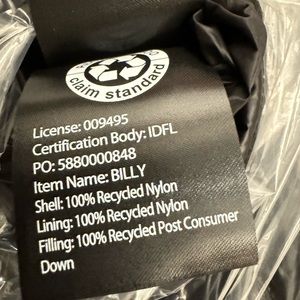 claim standard
License: 009495
Certification Body: IDFL
PO: 5880000848
Item Name: BILLY
Shell: 100% Recycled Nylon
Lining: 100% Recycled Nylon
Filling: 100% Recycled Post Consumer
Down